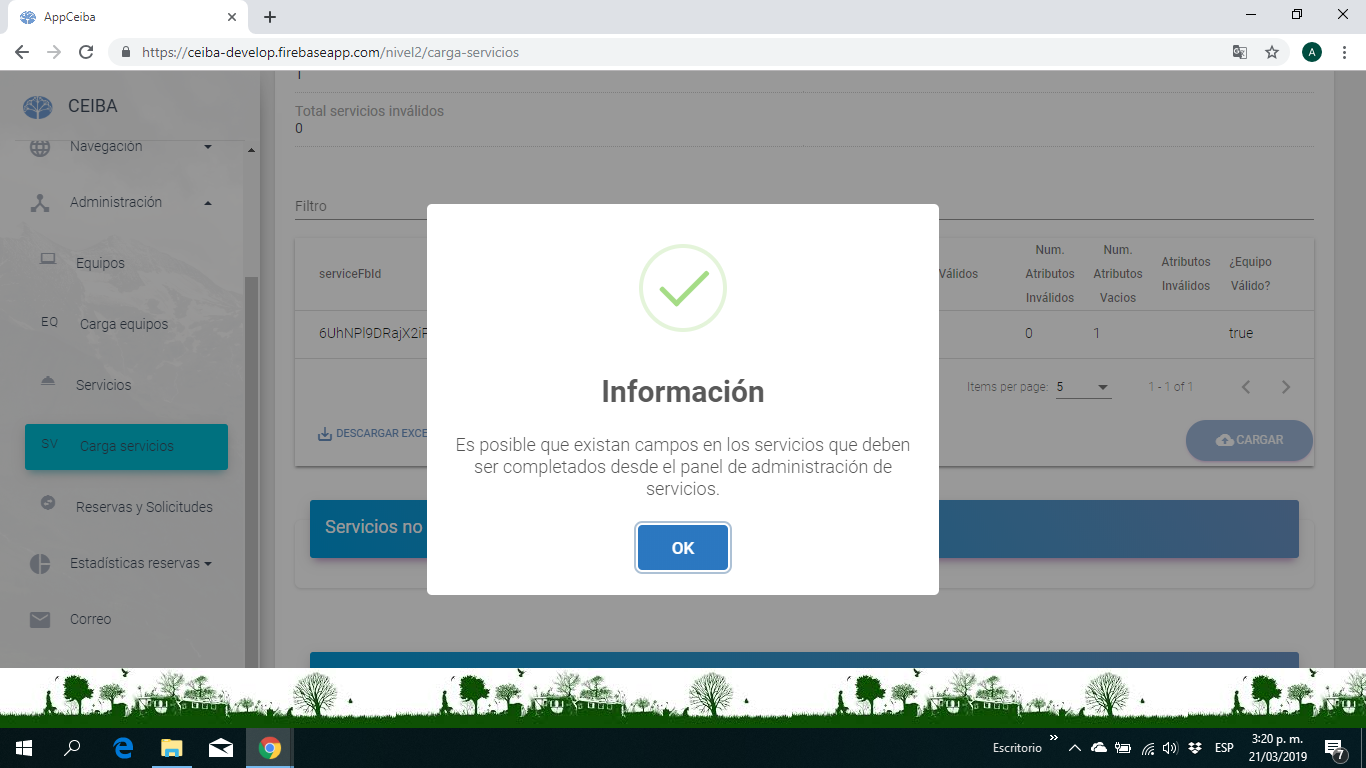 AppCeiba
https://ceiba-develop.firebaseapp.com/nivel2/carga-servicios
A
CEIBA
Navegación
Administración
Equipos
EQ Carga equipos
Servicios
SV Carga servicios
Reservas y Solicitudes
Estadísticas reservas
Correo
1
Total servicios inválidos
0
Filtro
serviceFbId
Válidos
Num.
Atributos
Inválidos
Num.
Atributos
Vacios
Atributos
Inválidos
¿Equipo
Válido?
0 1 true
Items per page: 5 1 - 1 of 1
DESCARGAR EXCE
CARGAR
Servicios no
Información
Es posible que existan campos en los servicios que deben
ser completados desde el panel de administración de
servicios.
OK
Escritorio
ESP
3:20 p. m.
21/03/2019
7